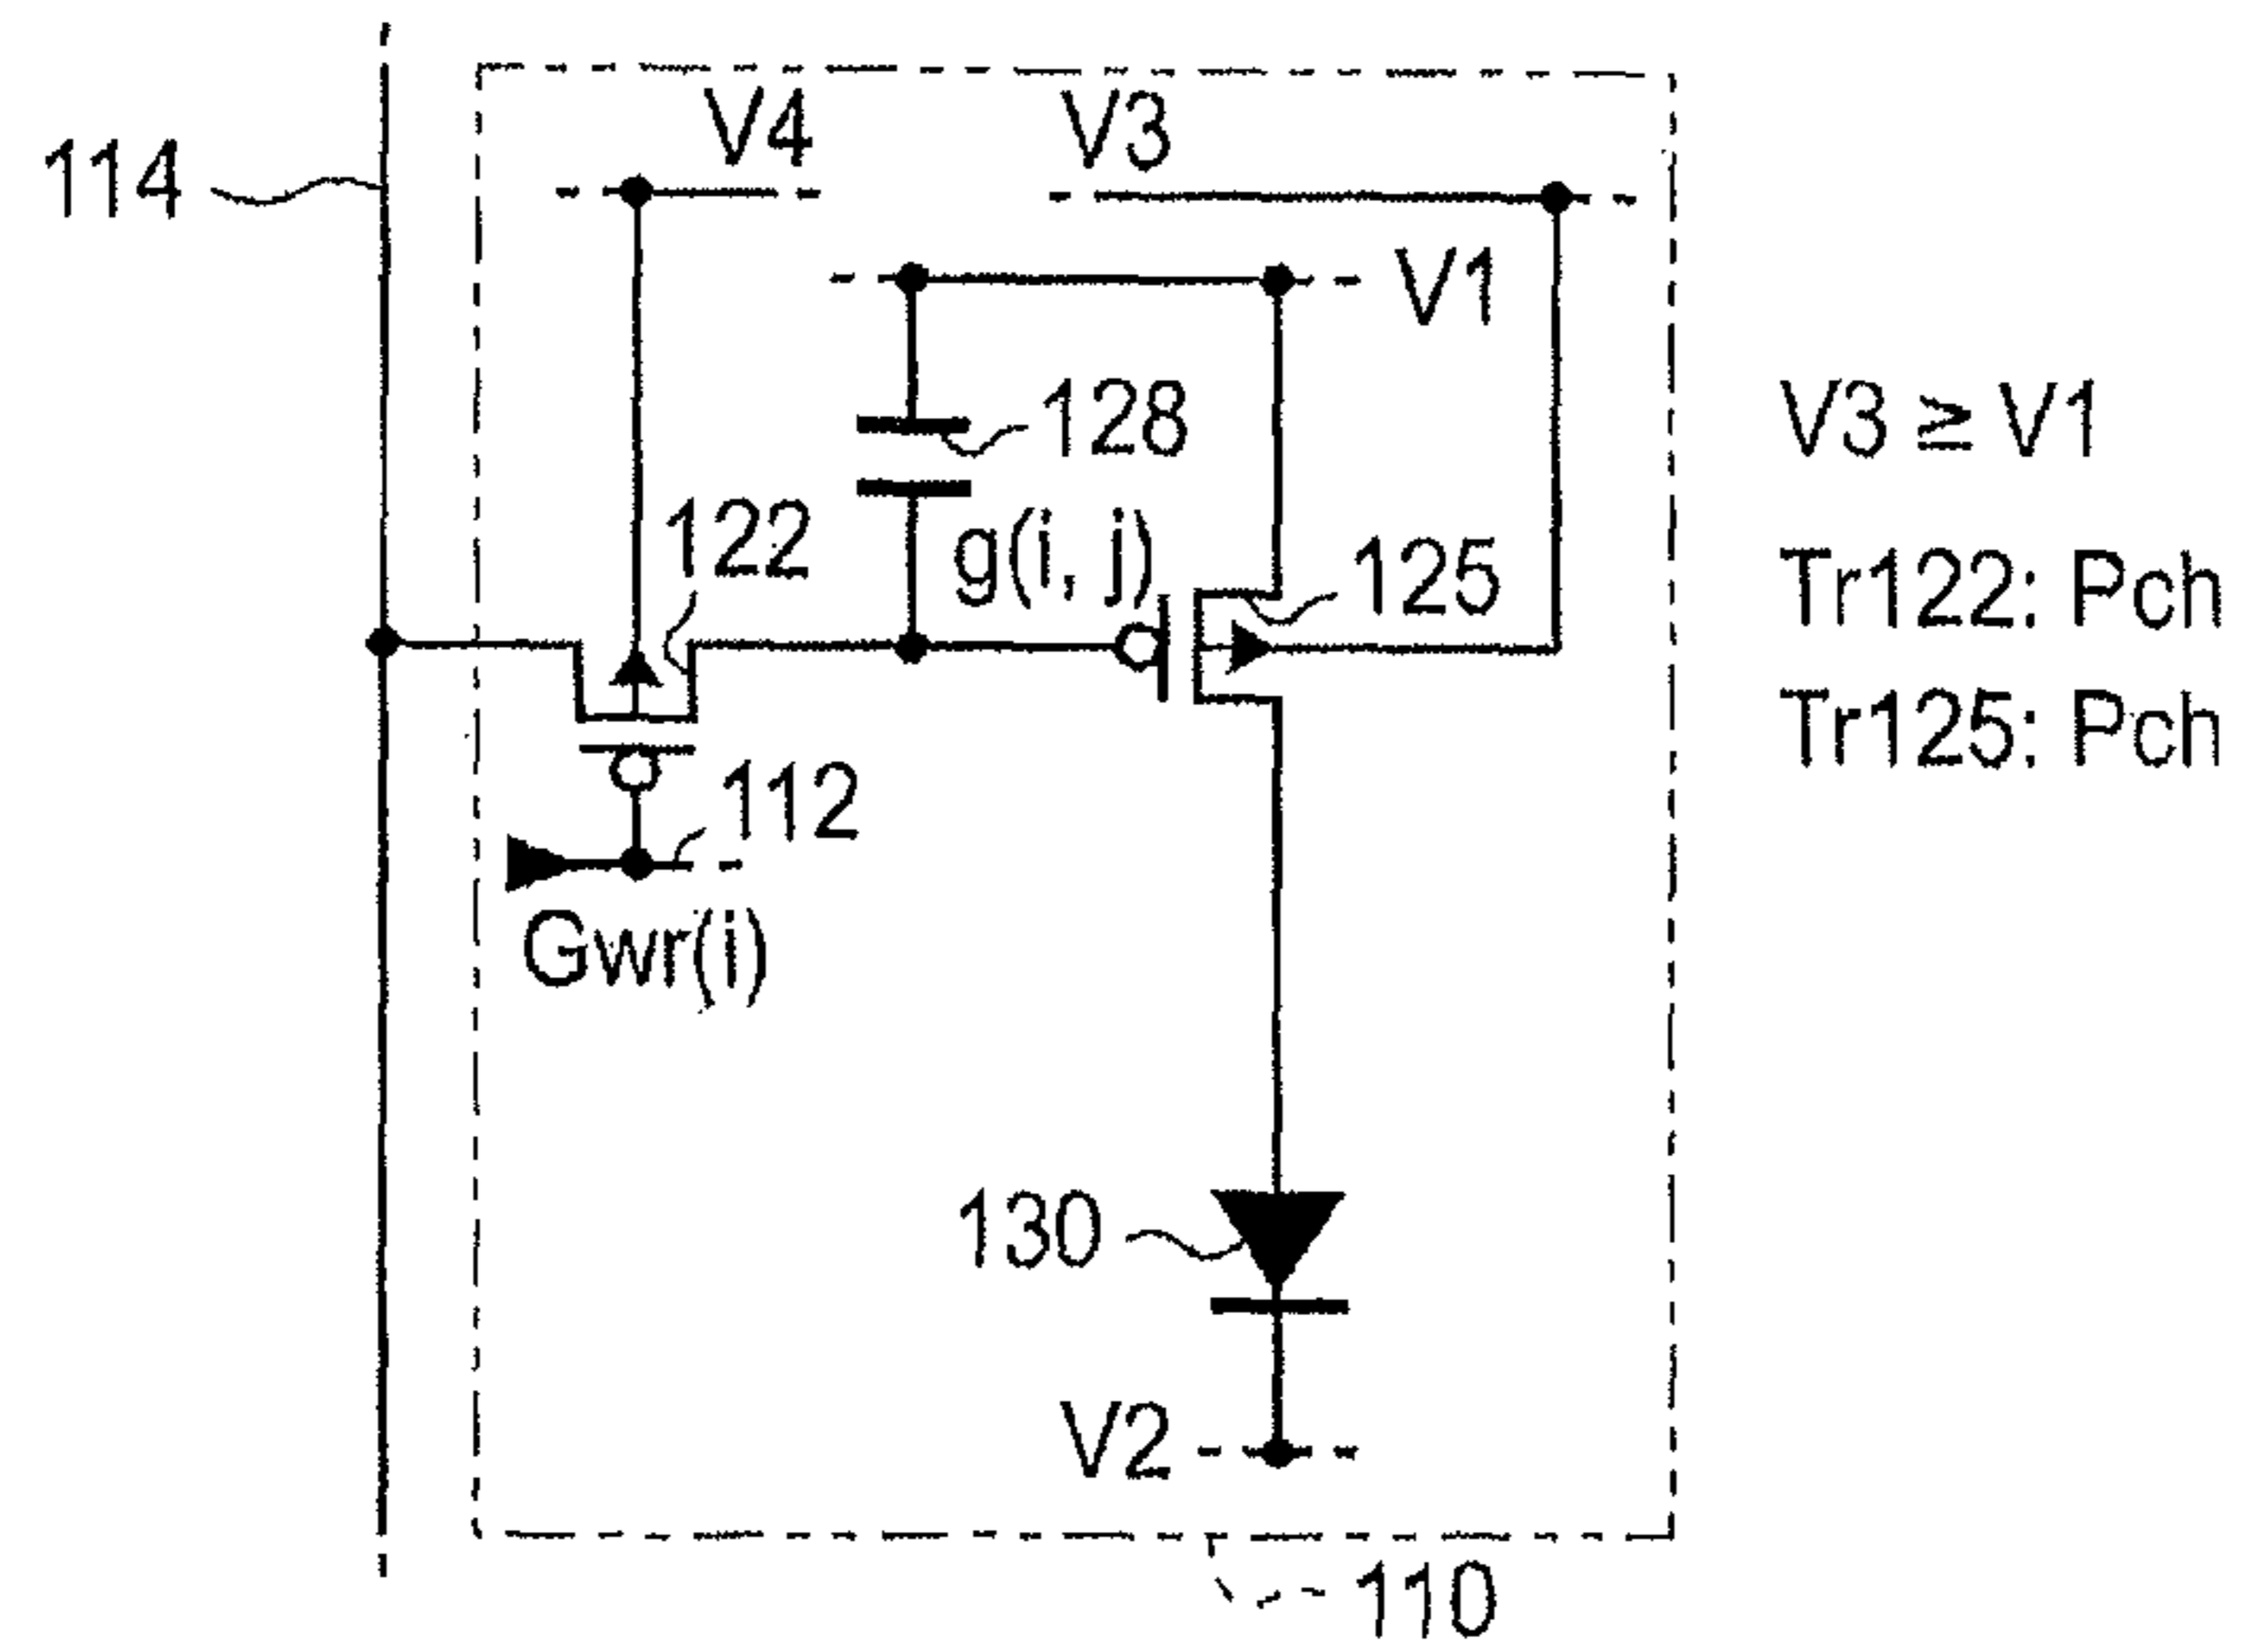 114
V4
V3
V1
128
V3 ≧ V1
122
g(i, j)
125
Tr122: Pch
Tr125: Pch
112
Gwr(i)
130
V2
110